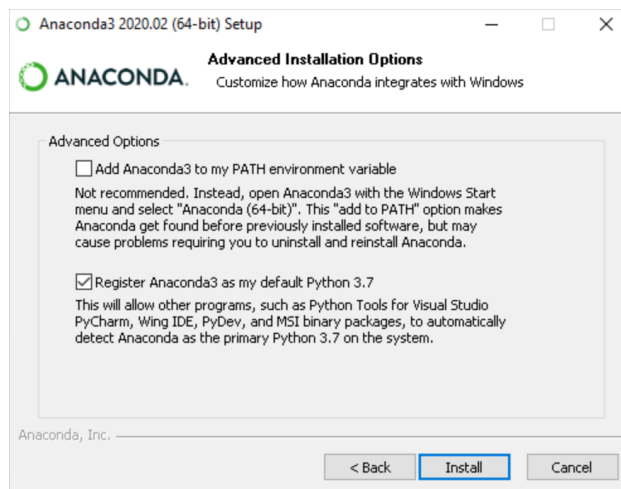 Anaconda3 2020.02 (64-bit) Setup
ANACONDA.
Advanced Installation Options
Customize how Anaconda integrates with Windows
Advanced Options
Add Anaconda3 to my PATH environment variable
Not recommended. Instead, open Anaconda3 with the Windows Start
menu and select "Anaconda (64-bit)". This "add to PATH" option makes
Anaconda get found before previously installed software, but may
cause problems requiring you to uninstall and reinstall Anaconda.
Register Anaconda3 as my default Python 3.7
This will allow other programs, such as Python Tools for Visual Studio
PyCharm, Wing IDE, PyDev, and MSI binary packages, to automatically
detect Anaconda as the primary Python 3.7 on the system.
Anaconda, Inc.
< Back Install Cancel